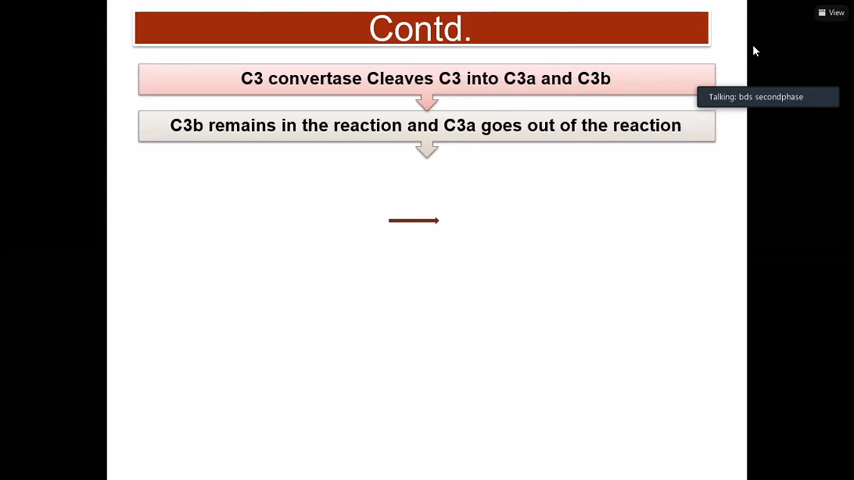 Contd.
View
C3 convertase Cleaves C3 into C3a and C3b
Talking: bds secondphase
C3b remains in the reaction and C3a goes out of the reaction